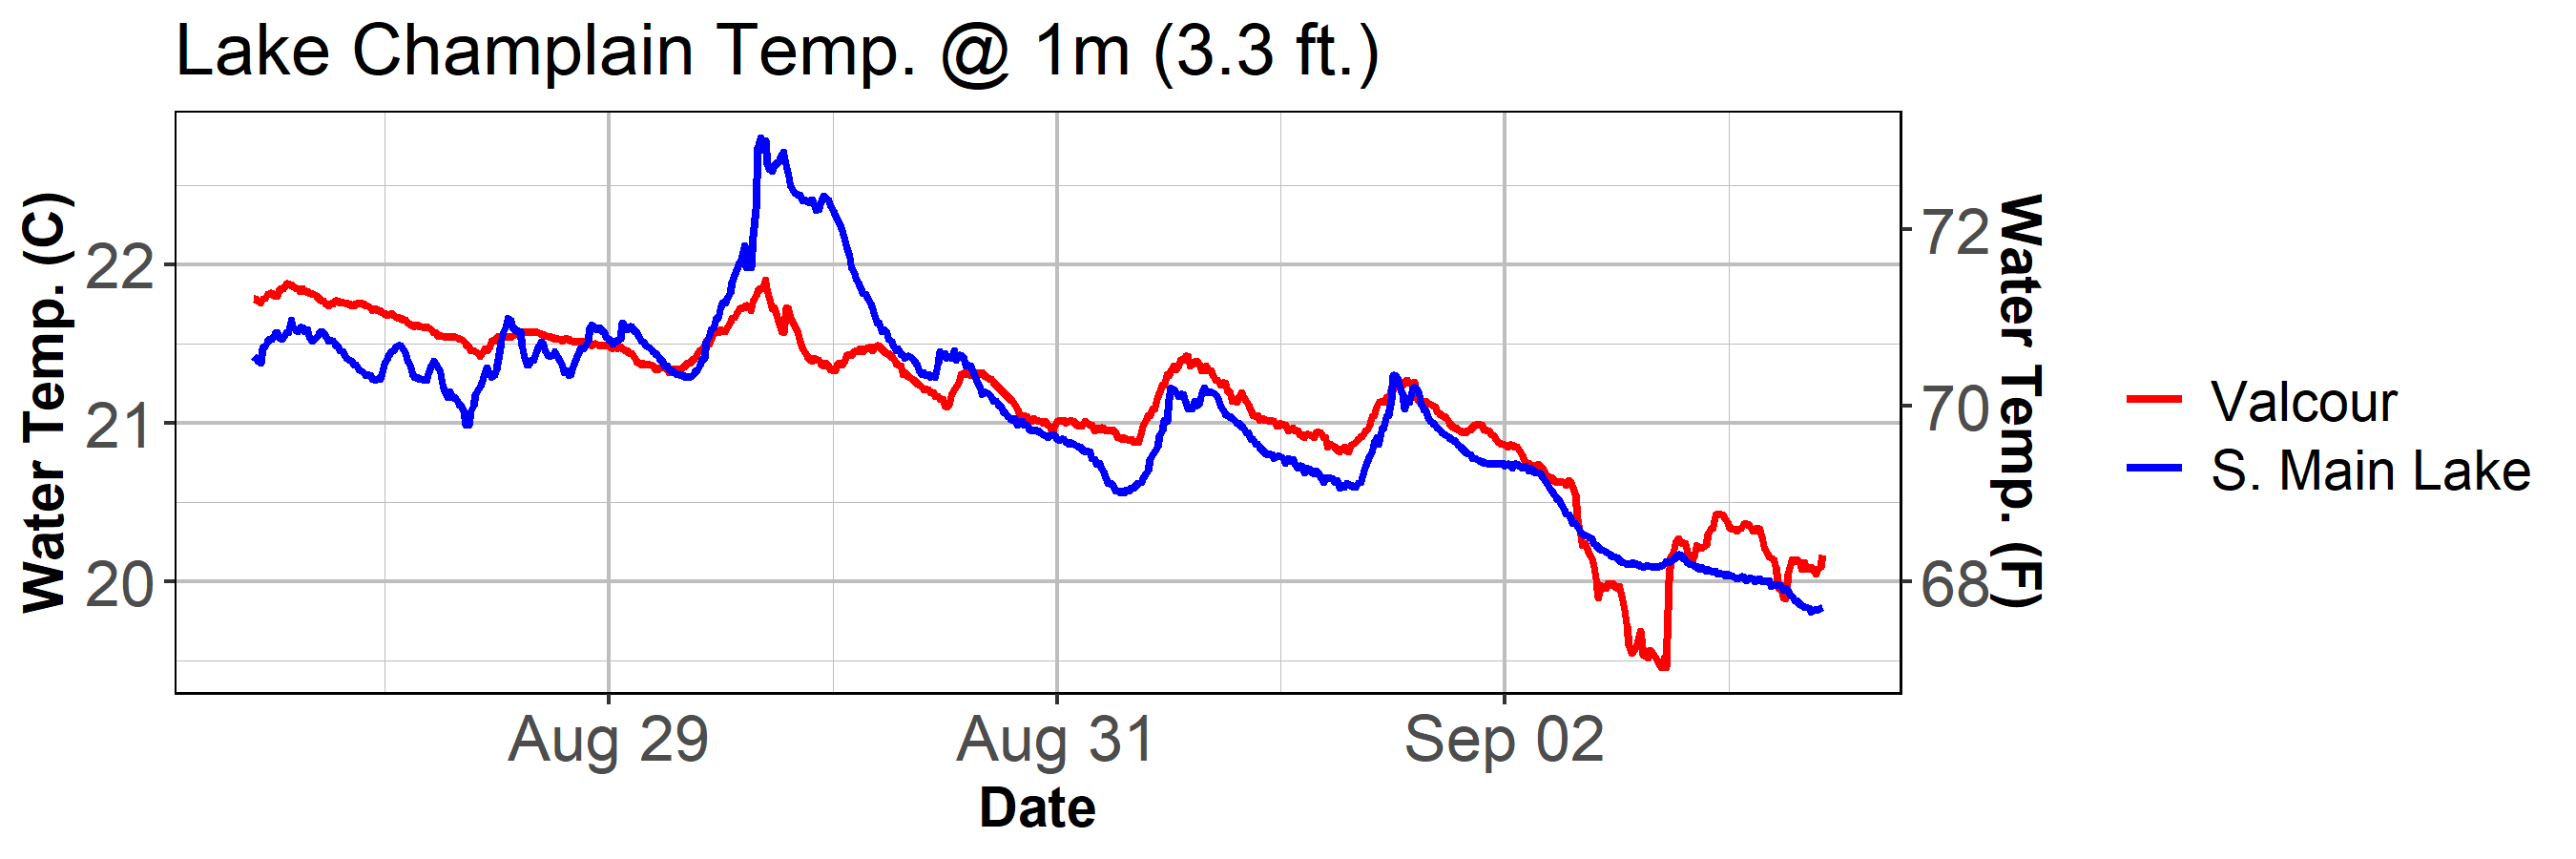 Lake Champlain Temp. @ 1m (3.3 ft.)
Water Temp. (C)
22
21
20
72
70
68
Water Temp. (F)
Aug 29
Aug 31
Sep 02
Date
Valcour
S. Main Lake